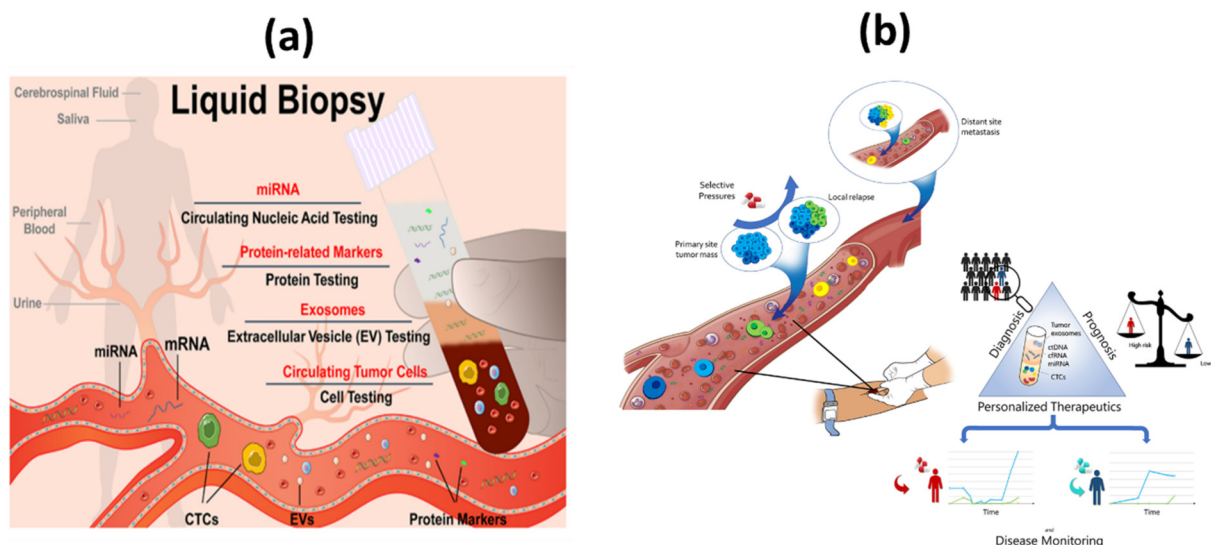 (a)
Liquid Biopsy
Cerebrospinal Fluid
Saliva
Peripheral
Blood
Urine
miRNA
Circulating Nucleic Acid Testing
Protein-related Markers
Protein Testing
Exosomes
Extracellular Vesicle (EV) Testing
Circulating Tumor Cells
Cell Testing
miRNA
mRNA
CTCs
EVs
Protein Markers
(b)
Distant site
metastasis
Selective
Pressures
Local relapse
Primary site
tumor mass
Diagnosis
Prognosis
Tumor
exosomes
ctDNA
cfRNA
miRNA
CTCs
High risk
Low
Personalized Therapeutics
Time
Time
and
Disease Monitoring